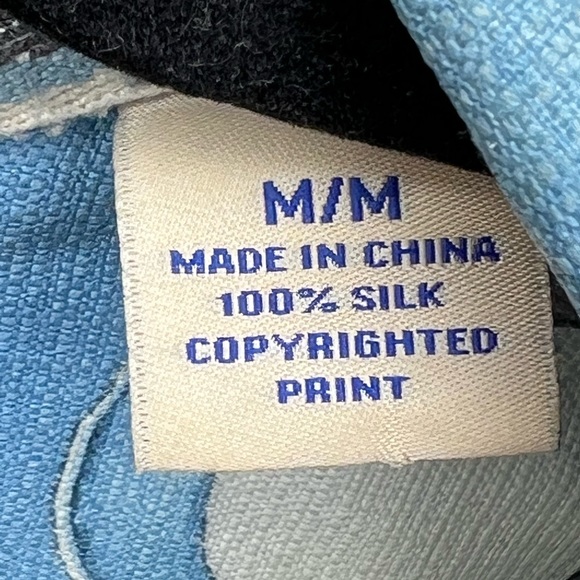 M/M
MADE IN CHINA
100% SILK
COPYRIGHTED
PRINT